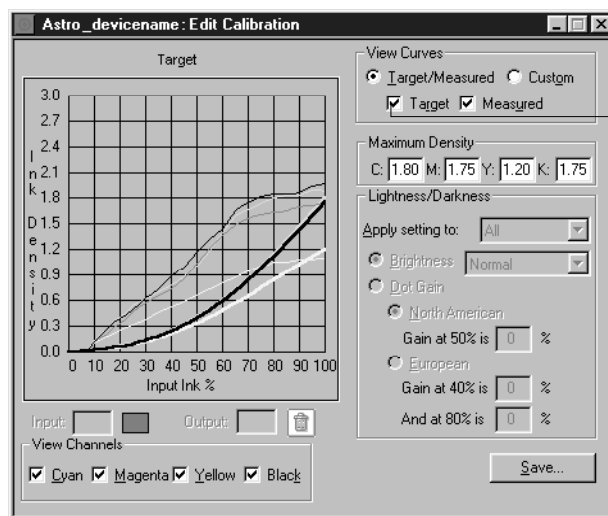 Astro_devicename: Edit Calibration
Target
Ink Density
3.0
2.7
2.4
2.1
1.8
1.5
1.2
0.9
0.6
0.3
0.0
0 10 20 30 40 50 60 70 80 90 100
Input Ink %
Input: Output:
View Channels
Cyan Magenta Yellow Black
View Curves
Target/Measured Custom
Target Measured
Maximum Density
C: 1.80 M: 1.75 Y: 1.20 K: 1.75
Lightness/Darkness
Apply setting to: All
Brightness Normal
Dot Gain
North American
Gain at 50% is 0 %
European
Gain at 40% is 0 %
And at 80% is 0 %
Save...